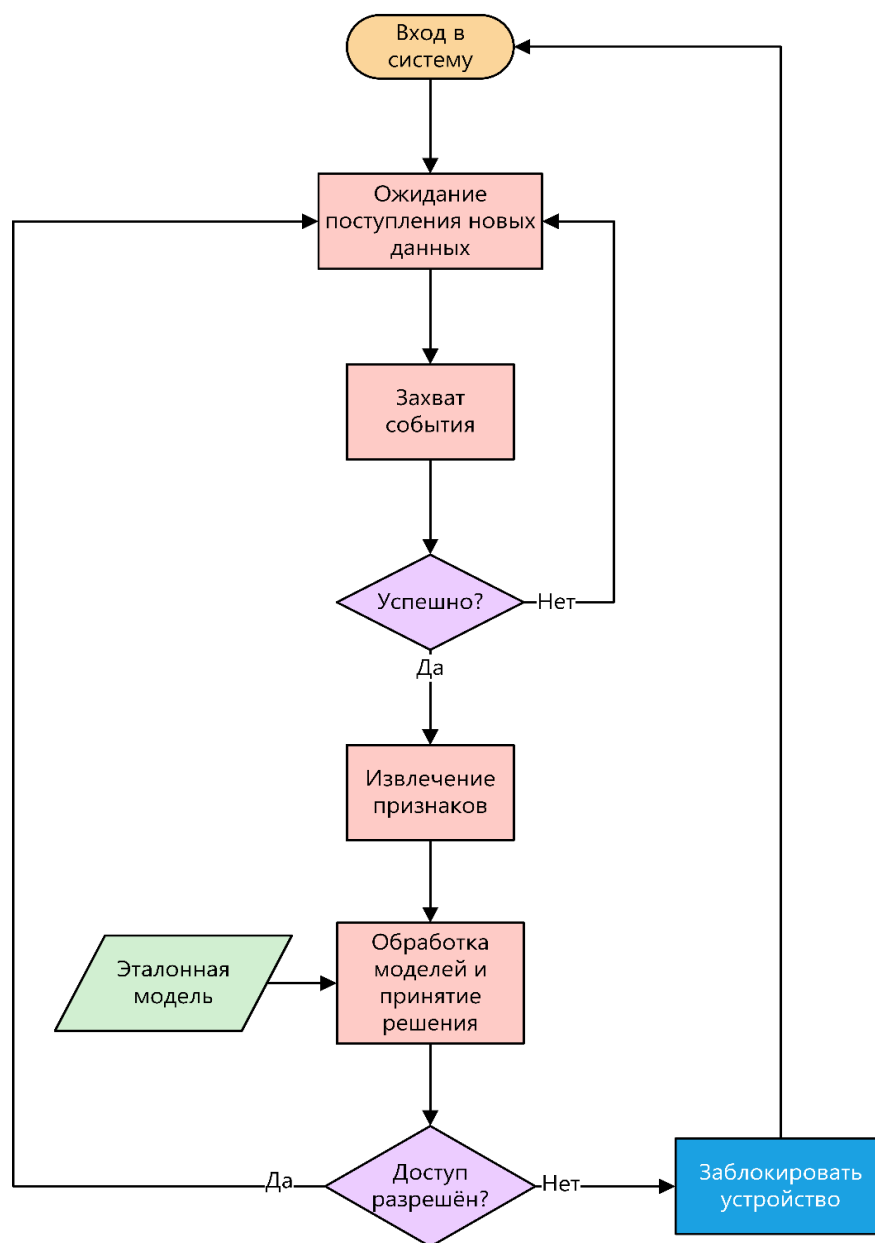 Вход в
систему
Ожидание
поступления новых
данных
Захват
события
Успешно?
Нет
Да
Извлечение
признаков
Эталонная
модель
Обработка
моделей и
принятие
решения
Да
Доступ
разрешён?
Нет
Заблокировать
устройство